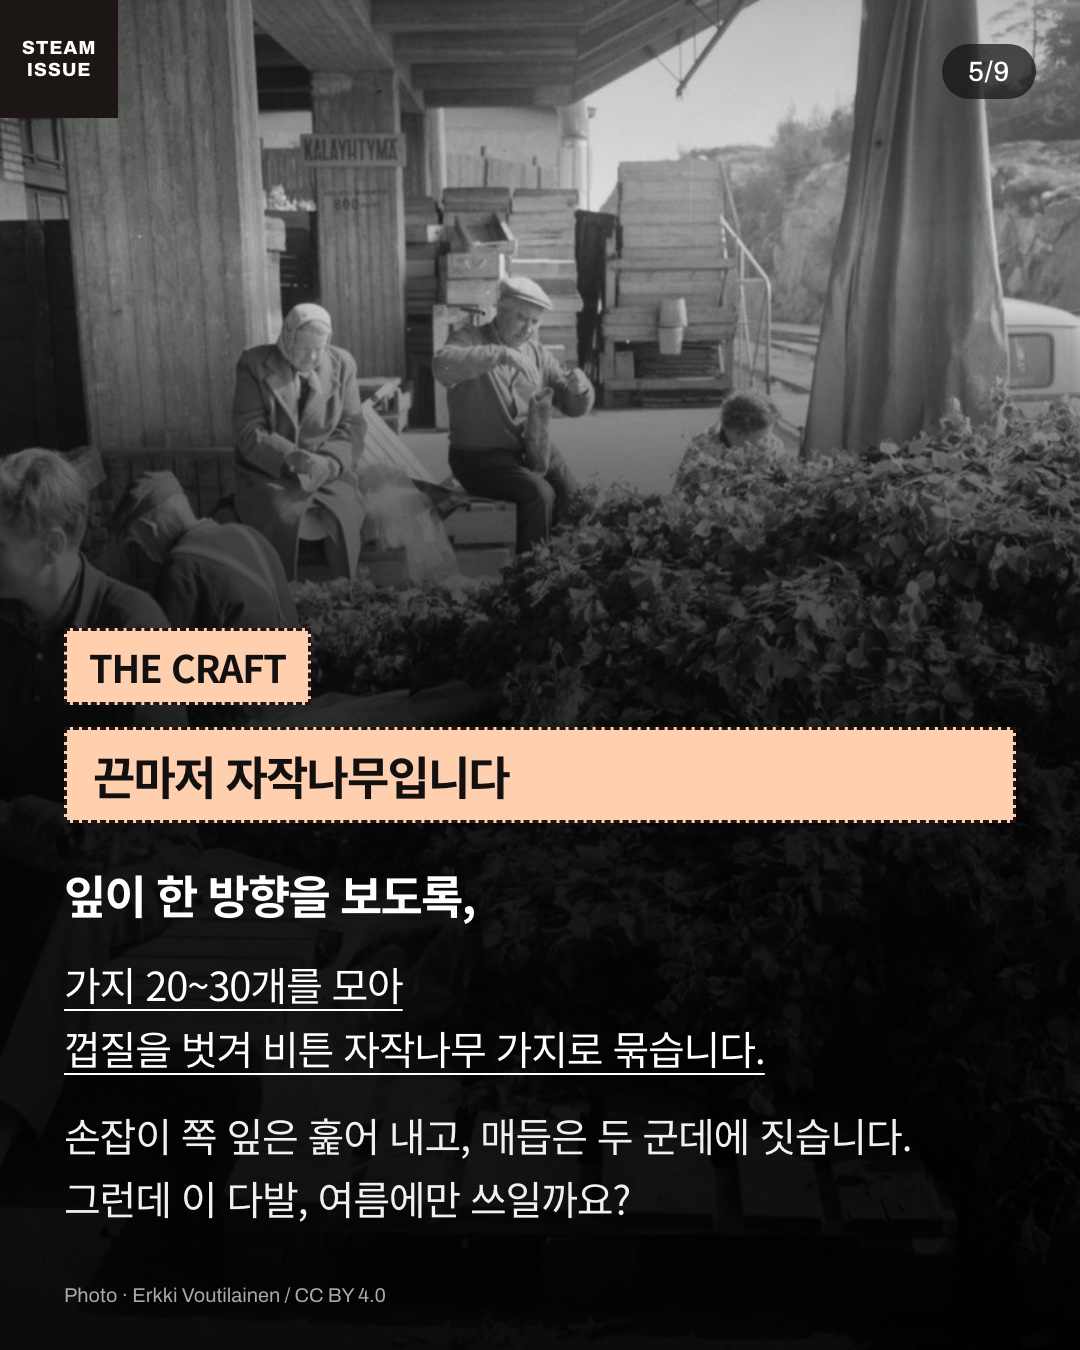 STEAM
ISSUE
5/9
KALAYHTYMÄ
THE CRAFT
끈마저 자작나무입니다
잎이 한 방향을 보도록,
가지 20~30개를 모아
껍질을 벗겨 비튼 자작나무 가지로 묶습니다.
손잡이 쪽 잎은 훑어 내고, 매듭은 두 군데에 짓습니다.
그런데 이 다발, 여름에만 쓰일까요?
Photo · Erkki Voutilainen / CC BY 4.0